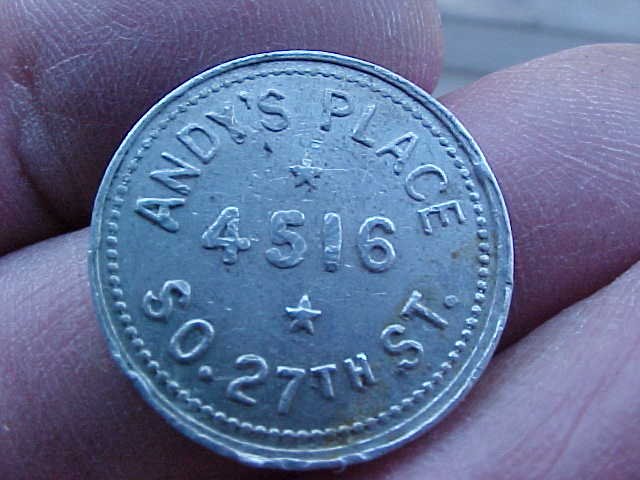 ANDY'S PLACE
4516
SO. 27TH ST.